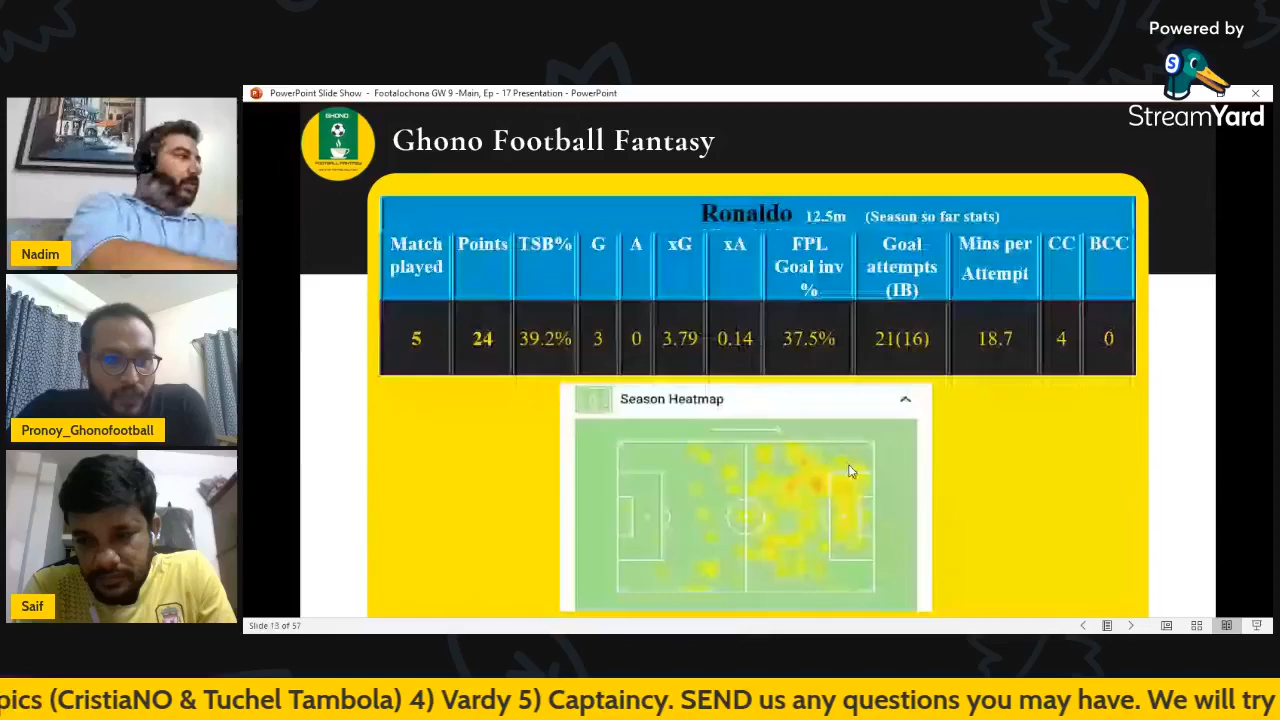 Powered by
StreamYard
PowerPoint Slide Show - Footalochona GW 9 -Main, Ep - 17 Presentation - PowerPoint
GHONO
FOOTBALL FANTASY
Ghono Football Fantasy
Ronaldo 12.5m (Season so far stats)
Match played Points TSB% G A xG xA FPL Goal inv % Goal attempts (IB) Mins per Attempt CC BCC
5 24 39.2% 3 0 3.79 0.14 37.5% 21(16) 18.7 4 0
Season Heatmap
Nadim
Pronoy_Ghonofootball
Saif
Slide 13 of 57
pics (CristiaNO & Tuchel Tambola) 4) Vardy 5) Captaincy. SEND us any questions you may have. We will try